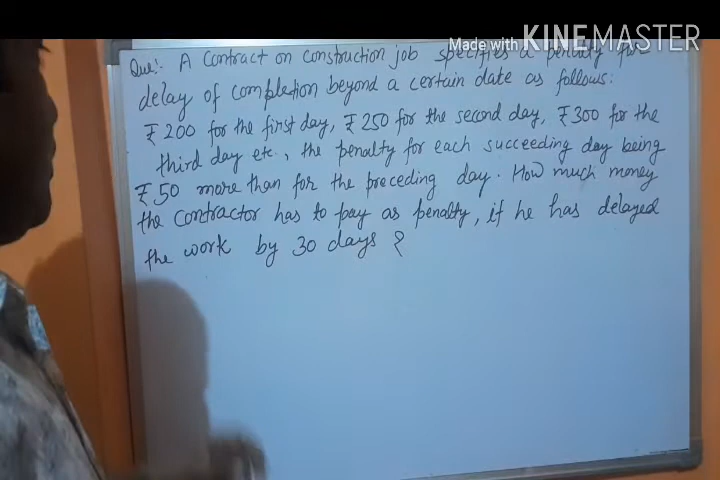 Made with KINEMASTER
Que:- A Contract on construction job specifies a penalty for
delay of completion beyond a certain date as follows:
₹200 for the first day, ₹250 for the second day, ₹300 for the
third day etc., the penalty for each succeeding day being
₹50 more than for the preceding day. How much money
the contractor has to pay as penalty, if he has delayed
the work by 30 days ?